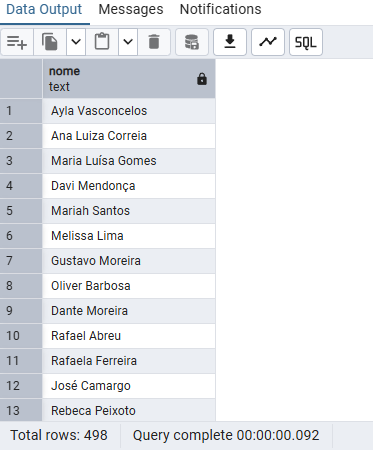 Data Output Messages Notifications
SQL
nome
text
1 Ayla Vasconcelos
2 Ana Luiza Correia
3 Maria Luísa Gomes
4 Davi Mendonça
5 Mariah Santos
6 Melissa Lima
7 Gustavo Moreira
8 Oliver Barbosa
9 Dante Moreira
10 Rafael Abreu
11 Rafaela Ferreira
12 José Camargo
13 Rebeca Peixoto
Total rows: 498 Query complete 00:00:00.092